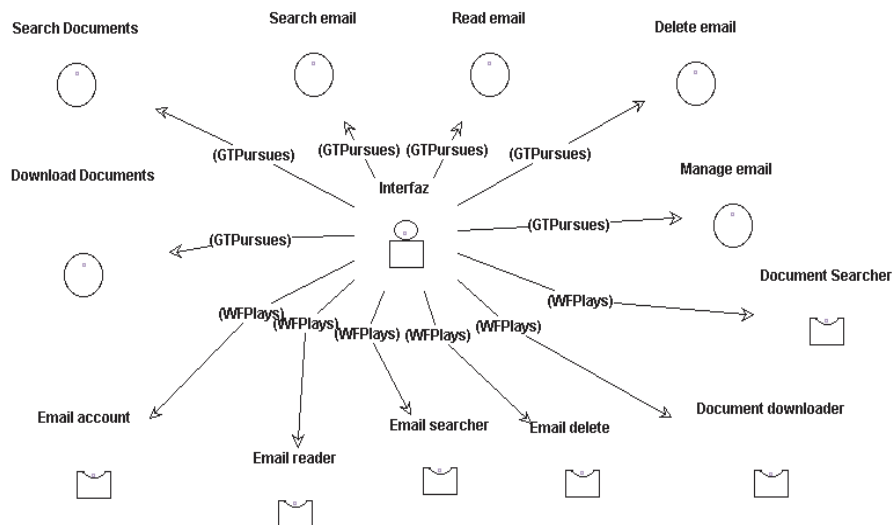 Search Documents
Search email
Read email
Delete email
(GTPursues)
(GTPursues)
(GTPursues)
(GTPursues)
Download Documents
Manage email
Interfaz
(GTPursues)
(GTPursues)
Document Searcher
(WFPlays)
(WFPlays)
(WFPlays)
(WFPlays)
(WFPlays)
(WFPlays)
Email account
Email reader
Email searcher
Email delete
Document downloader